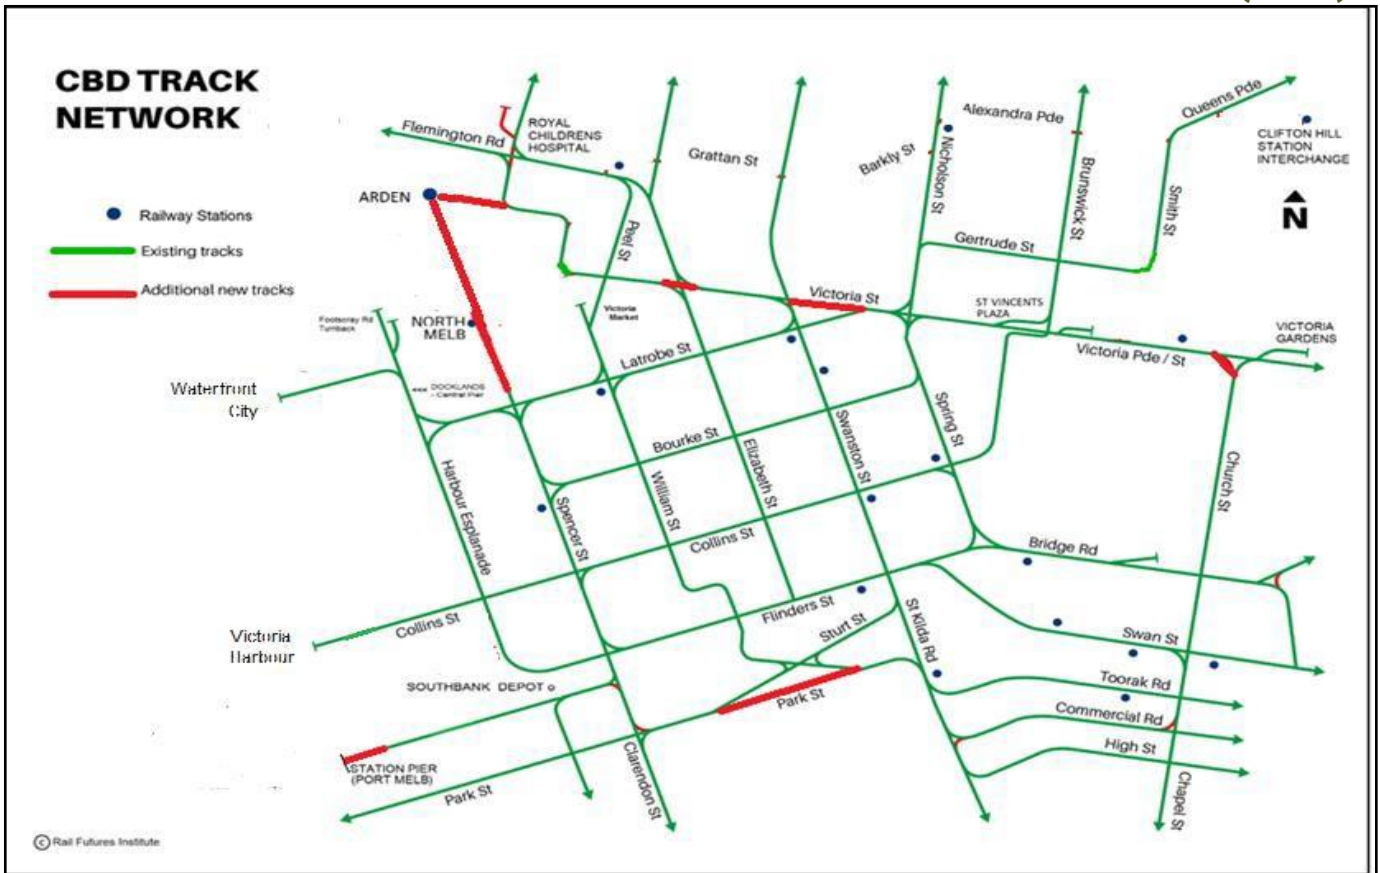 CBD TRACK
NETWORK
Railway Stations
Existing tracks
Additional new tracks
Flemington Rd
ROYAL
CHILDRENS
HOSPITAL
Grattan St
Barkly St
Nicholson St
Alexandra Pde
Brunswick St
Smith St
Queens Pde
CLIFTON HILL
STATION
INTERCHANGE
N
ARDEN
Peel St
Gertrude St
Victoria St
ST VINCENTS
PLAZA
Victoria
Market
Footscray Rd
Turnback
NORTH
MELB
Latrobe St
Victoria Pde / St
VICTORIA
GARDENS
Waterfront
City
<<< DOCKLANDS
- Central Pier
Bourke St
Spring St
Swanston St
Elizabeth St
William St
Harbour Esplanade
Spencer St
Church St
Collins St
Bridge Rd
Collins St
Flinders St
Sturt St
St Kilda Rd
Swan St
Victoria
Harbour
SOUTHBANK DEPOT
Toorak Rd
Park St
Commercial Rd
High St
STATION PIER
(PORT MELB)
Park St
Clarendon St
Chapel St
© Rail Futures Institute